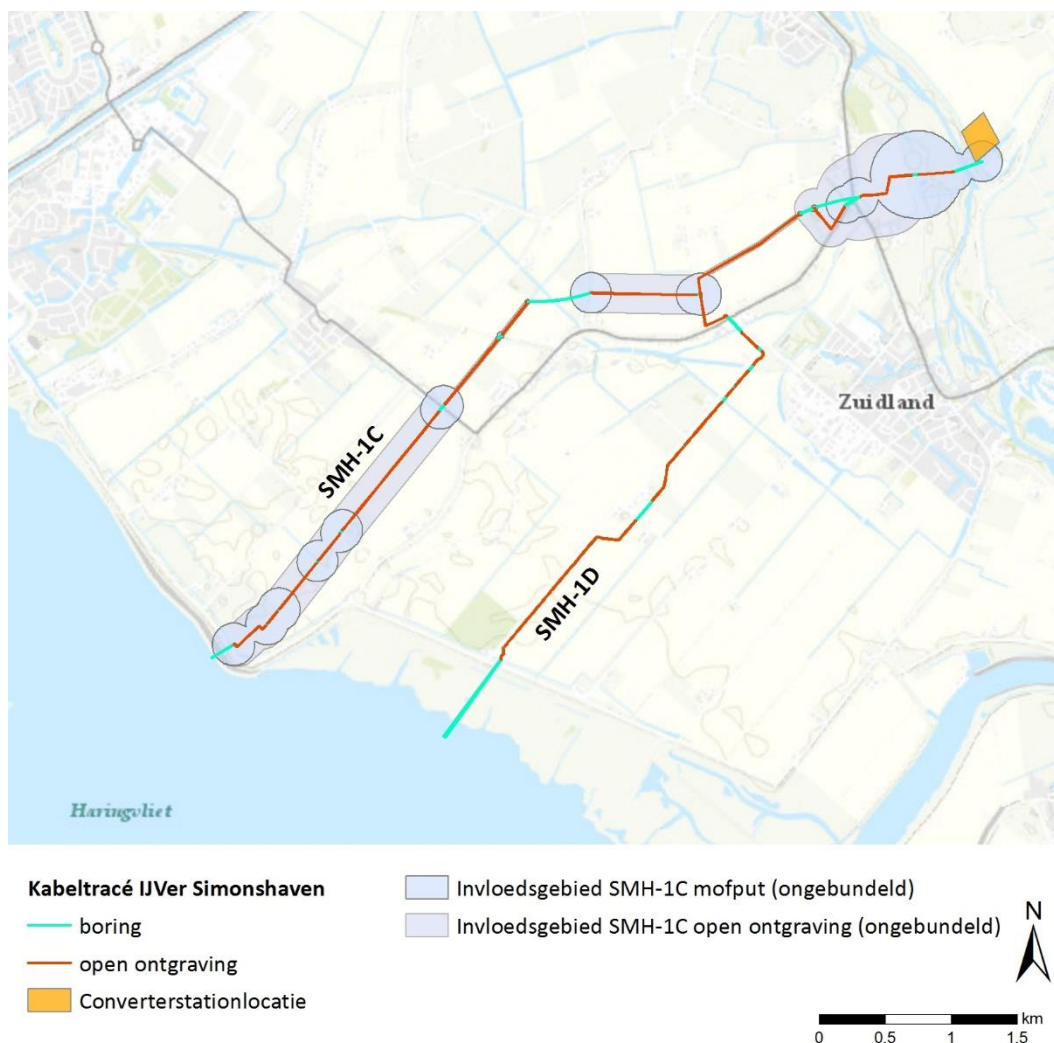 Zuidland
SMH-1C
SMH-1D
Haringvliet
Kabeltracé IJVer Simonshaven
boring
open ontgraving
Converterstationlocatie
Invloedsgebied SMH-1C mofput (ongebundeld)
Invloedsgebied SMH-1C open ontgraving (ongebundeld)
N
km
0 0.5 1 1.5